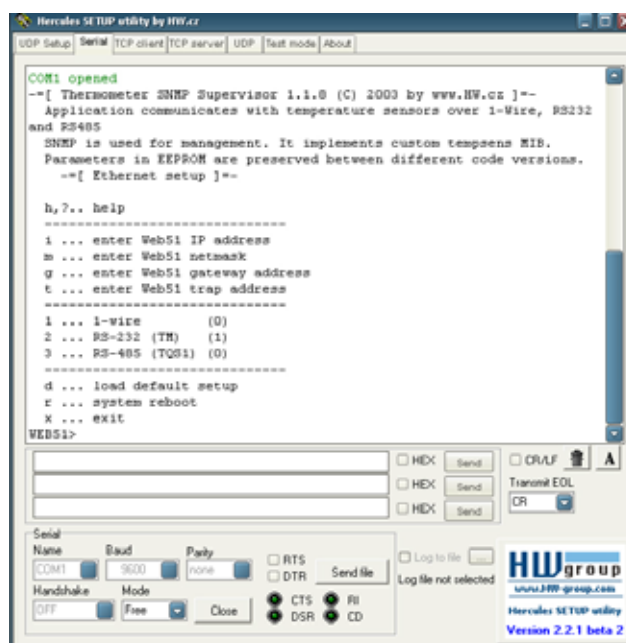 Hercules SETUP utility by HW.cz
UDP Setup Serial TCP client TCP server UDP Test mode About
COM1 opened
-=[ Thermometer SNMP Supervisor 1.1.8 (C) 2003 by www.HW.cz ]=-
Application communicates with temperature sensors over 1-Wire, RS232
and RS485
SNMP is used for management. It implements custom tempsens MIB.
Parameters in EEPROM are preserved between different code versions.
-=[ Ethernet setup ]=-
h,?.. help
------------------------------
i ... enter Web51 IP address
m ... enter Web51 netmask
g ... enter Web51 gateway address
t ... enter Web51 trap address
------------------------------
1 ... 1-wire (0)
2 ... RS-232 (TM) (1)
3 ... RS-485 (TQS1) (0)
------------------------------
d ... load default setup
r ... system reboot
x ... exit
WEB51>
HEX Send CR/LF A
HEX Send Transmit EOL
HEX Send CR
Serial
Name Baud Parity
COM1 9600 none
RTS
DTR
Send file
Log to file ...
Log file not selected
Handshake Mode
OFF Free Close
CTS RI
DSR CD
HWgroup
www.HW-group.com
Hercules SETUP utility
Version 2.2.1 beta 2